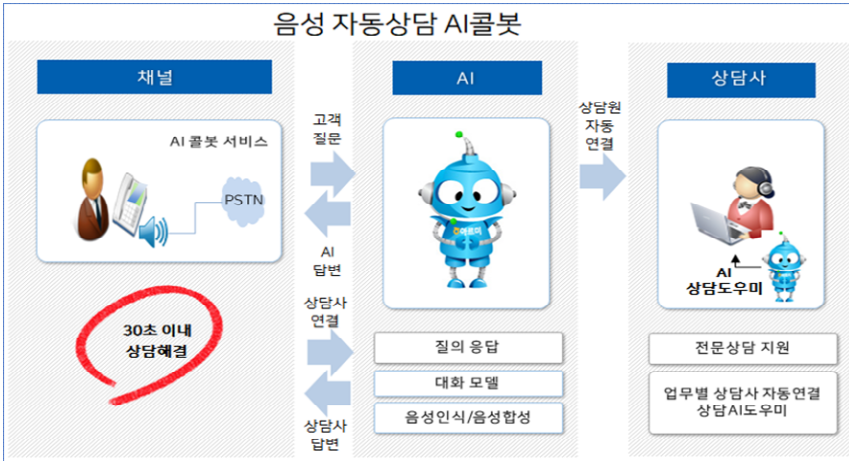 음성 자동상담 AI콜봇
채널
AI 콜봇 서비스
PSTN
30초 이내
상담해결
고객
질문
AI
답변
상담사
연결
상담사
답변
AI
아르미
질의 응답
대화 모델
음성인식/음성합성
상담원
자동
연결
상담사
AI
상담도우미
전문상담 지원
업무별 상담사 자동연결
상담AI도우미